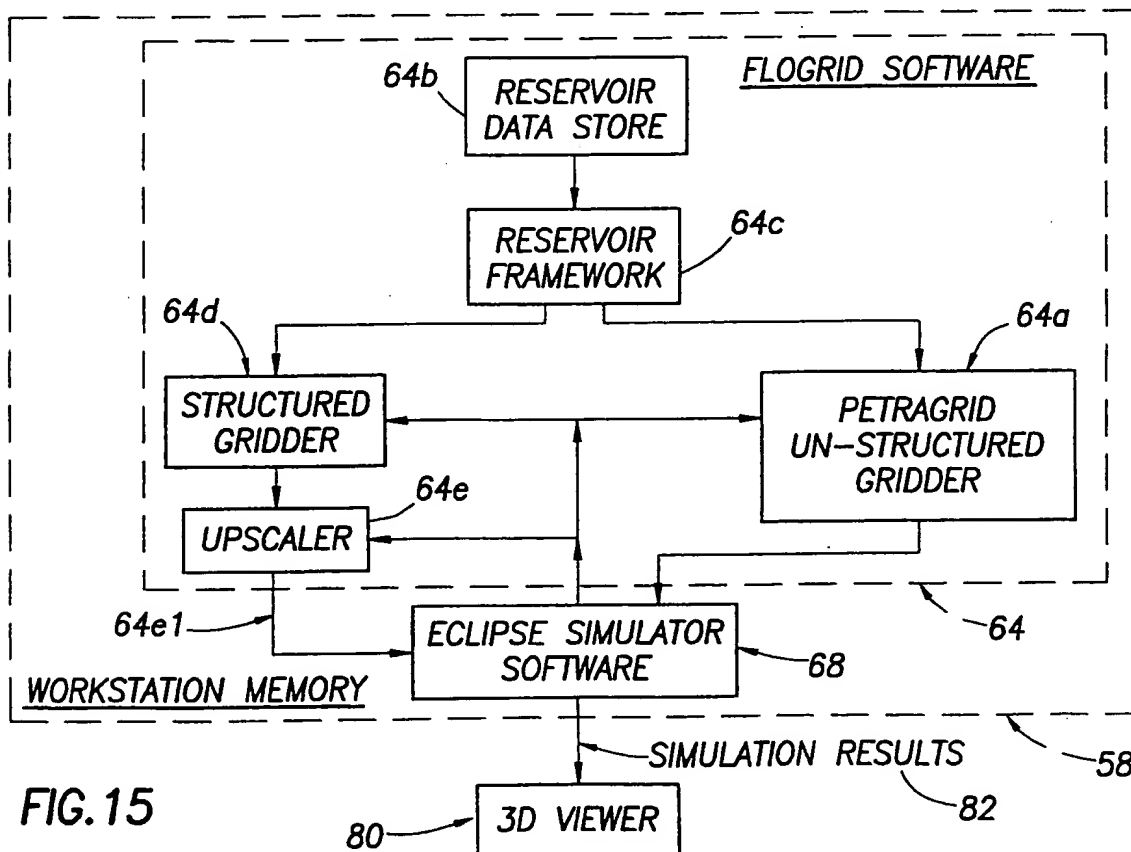 FLOGRID SOFTWARE
64b
RESERVOIR
DATA STORE
RESERVOIR
FRAMEWORK
64c
64d
64a
STRUCTURED
GRIDDER
PETRAGRID
UN-STRUCTURED
GRIDDER
64e
UPSCALER
64e1
64
ECLIPSE SIMULATOR
SOFTWARE
68
WORKSTATION MEMORY
58
SIMULATION RESULTS
82
FIG.15
80
3D VIEWER